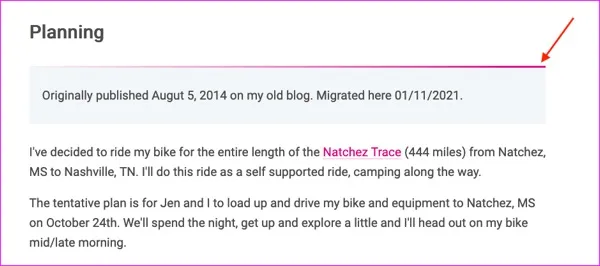 Planning
Originally published Augut 5, 2014 on my old blog. Migrated here 01/11/2021.
I've decided to ride my bike for the entire length of the Natchez Trace (444 miles) from Natchez,
MS to Nashville, TN. I'll do this ride as a self supported ride, camping along the way.
The tentative plan is for Jen and I to load up and drive my bike and equipment to Natchez, MS
on October 24th. We'll spend the night, get up and explore a little and I'll head out on my bike
mid/late morning.